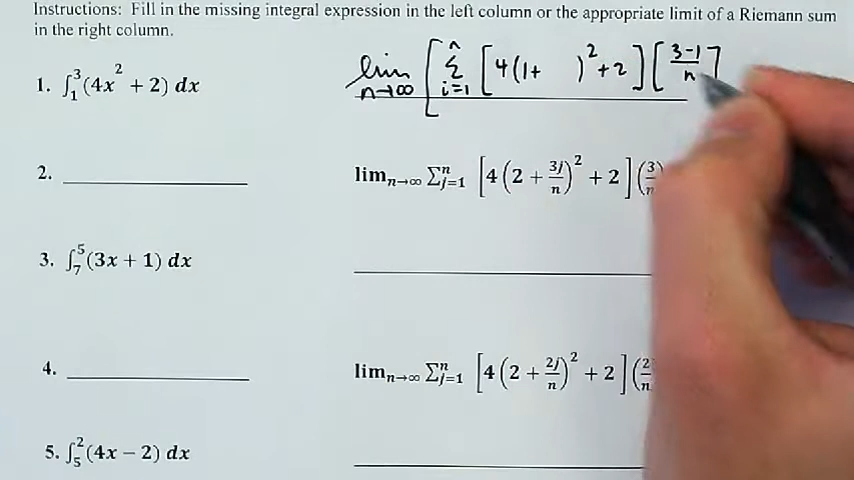 Instructions: Fill in the missing integral expression in the left column or the appropriate limit of a Riemann sum
in the right column.
1. ∫₁³(4x² + 2) dx lim n→∞ [ Σ i=1 n [4(1+ )²+2] [3-1/n]
2. lim n→∞ Σⁿ j=1 [4(2 + 3j/n)² + 2](3/n
3. ∫₇⁵(3x + 1) dx
4. lim n→∞ Σⁿ j=1 [4(2 + 2j/n)² + 2](2/n
5. ∫₅²(4x − 2) dx